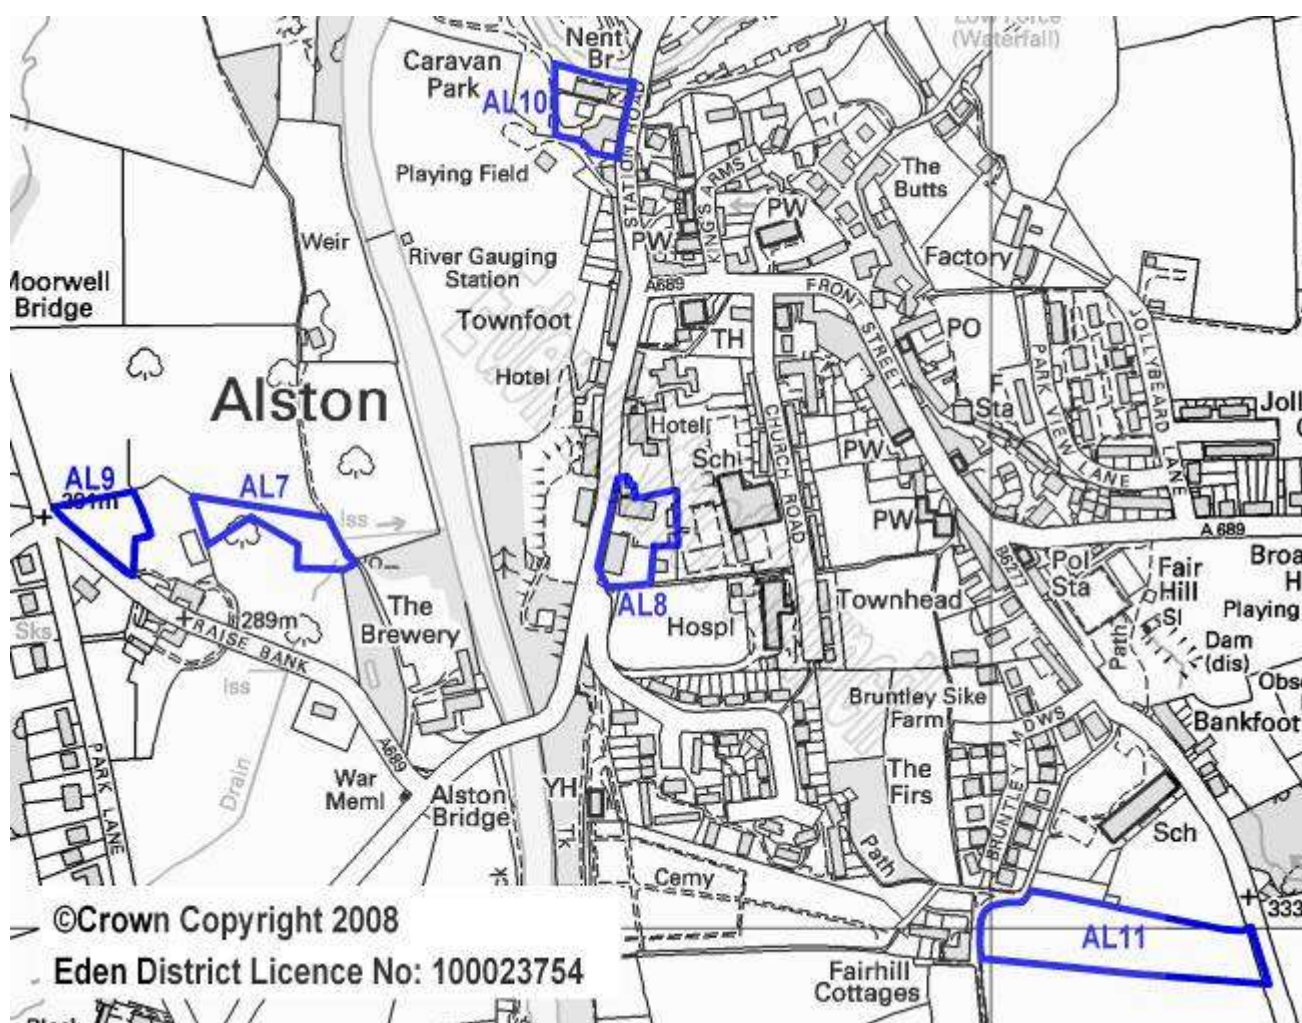 Low Force
(Waterfall)
Nent
Br
Caravan
Park
AL10
STATION ROAD
Playing Field
KING'S ARMS L
The
Butts
PW
PW
Weir
River Gauging
Station
Factory
Moorwell
Bridge
A689
FRONT STREET
Townfoot
TH
PO
JOLLYBEARD LANE
PARK VIEW LANE
Hotel
Alston
Sta
Hotel
CHURCH ROAD
PW
Sch
AL9
AL7
Iss
PW
A 689
B6277
Pol
Sta
Fair
Hill
Playing
AL8
The
Brewery
Townhead
Hospl
Sks
289m
RAISE BANK
Iss
Path
Sl
Dam
(dis)
Bruntley Sike
Farm
Bankfoot
BRUNTLEY MDWS
PARK LANE
A689
Drain
War
Meml
Alston
Bridge
YH
Tk
The
Firs
Sch
Path
Cemy
333
AL11
Fairhill
Cottages
©Crown Copyright 2008
Eden District Licence No: 100023754